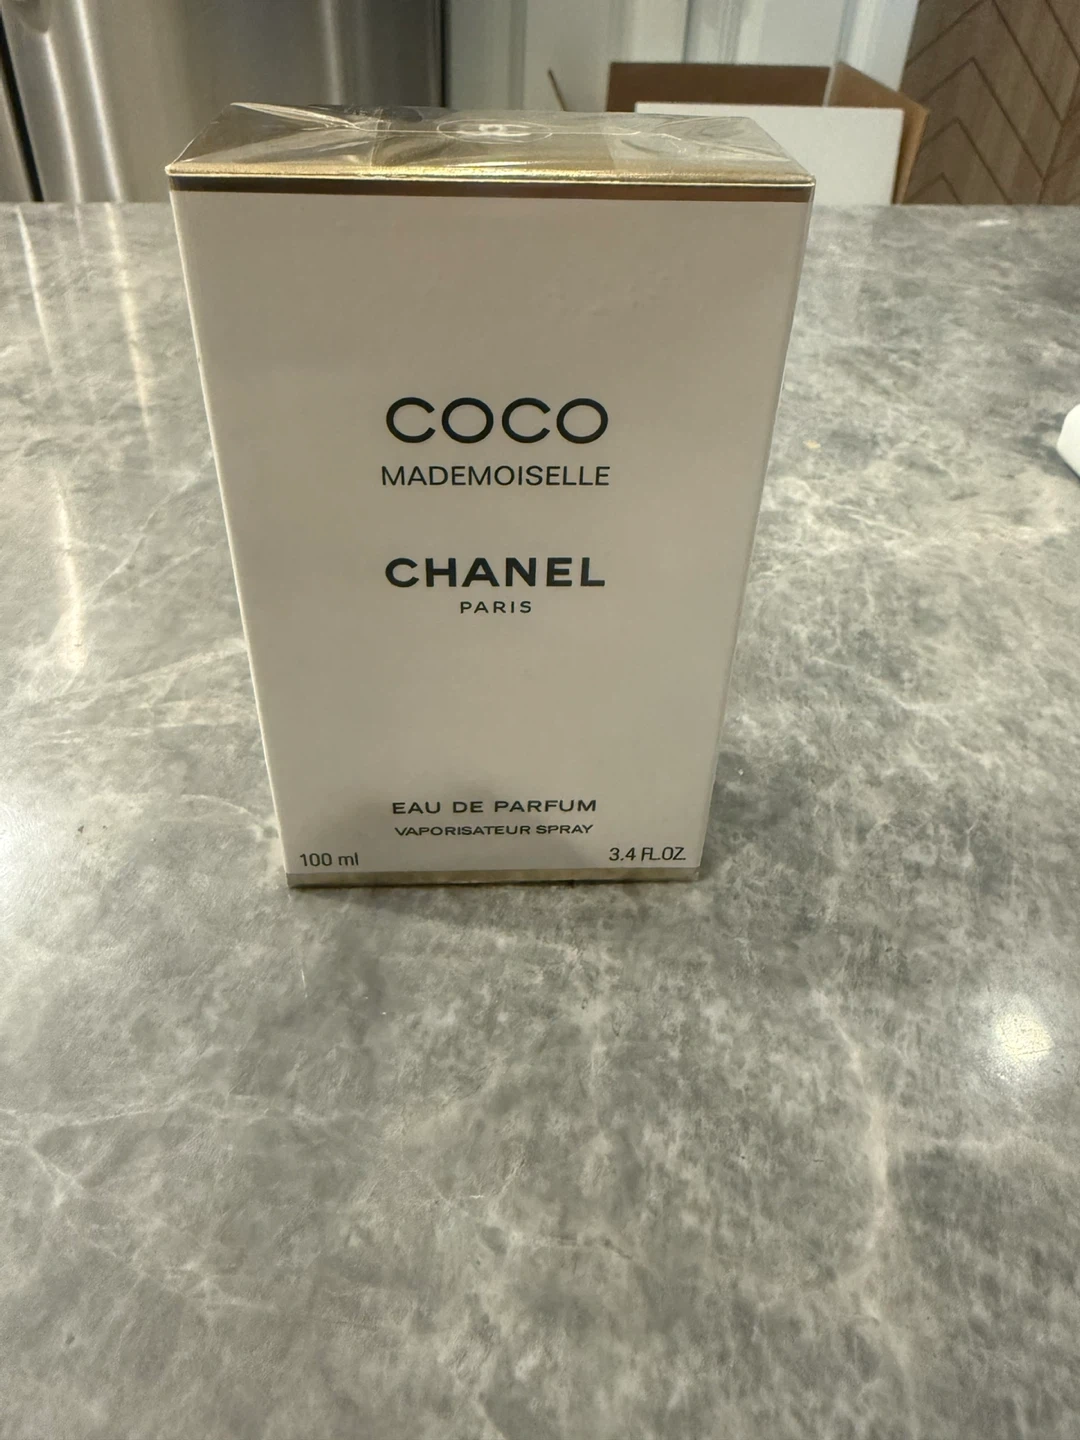 COCO
MADEMOISELLE
CHANEL
PARIS
EAU DE PARFUM
VAPORISATEUR SPRAY
100 ml 3.4 FL.OZ.